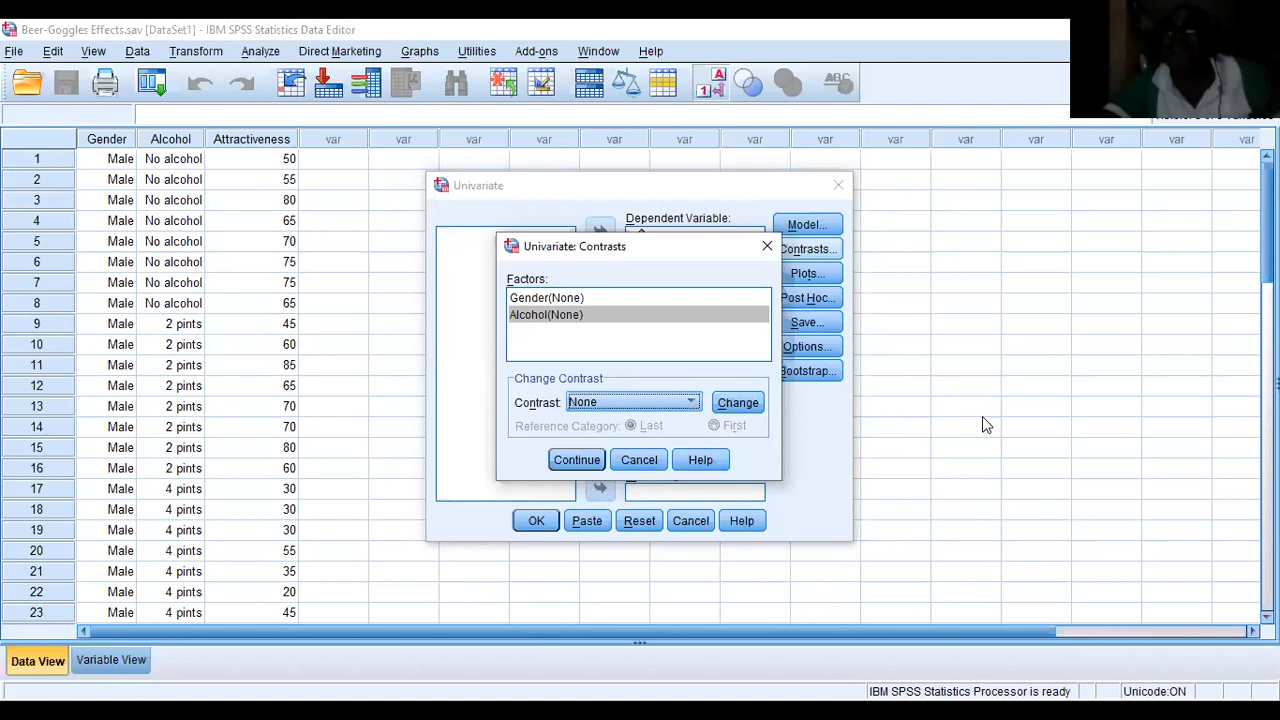 Beer-Goggles Effects.sav [DataSet1] - IBM SPSS Statistics Data Editor
File Edit View Data Transform Analyze Direct Marketing Graphs Utilities Add-ons Window Help
Gender Alcohol Attractiveness var var var var var var var var var var var var var var
1 Male No alcohol 50
2 Male No alcohol 55
3 Male No alcohol 80
4 Male No alcohol 65
5 Male No alcohol 70
6 Male No alcohol 75
7 Male No alcohol 75
8 Male No alcohol 65
9 Male 2 pints 45
10 Male 2 pints 60
11 Male 2 pints 85
12 Male 2 pints 65
13 Male 2 pints 70
14 Male 2 pints 70
15 Male 2 pints 80
16 Male 2 pints 60
17 Male 4 pints 30
18 Male 4 pints 30
19 Male 4 pints 30
20 Male 4 pints 55
21 Male 4 pints 35
22 Male 4 pints 20
23 Male 4 pints 45
Univariate
Dependent Variable:
Model...
Contrasts...
Plots...
Post Hoc...
Save...
Options...
Bootstrap...
Univariate: Contrasts
Factors:
Gender(None)
Alcohol(None)
Change Contrast
Contrast: None Change
Reference Category: Last First
Continue Cancel Help
OK Paste Reset Cancel Help
Data View Variable View
IBM SPSS Statistics Processor is ready Unicode:ON